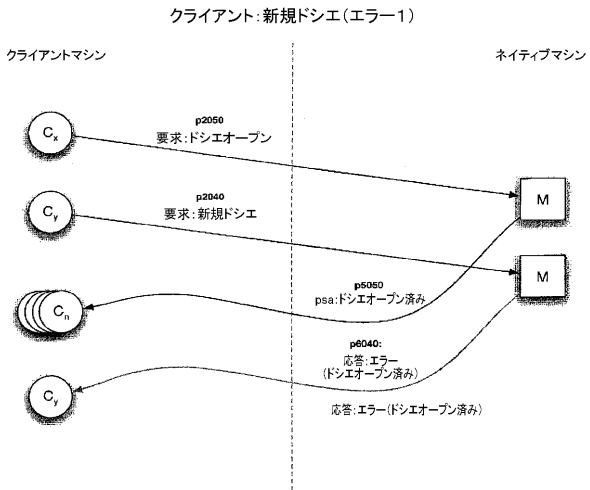 クライアント:新規ドシエ(エラー1)
クライアントマシン
ネイティブマシン
Cx
p2050
要求:ドシエオープン
M
Cy
p2040
要求:新規ドシエ
M
p5050
psa:ドシエオープン済み
Cn
p6040:
応答:エラー
(ドシエオープン済み)
Cy
応答:エラー(ドシエオープン済み)